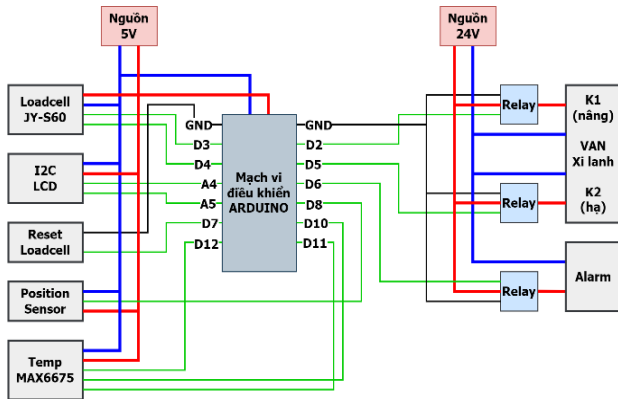 Nguồn
5V
Nguồn
24V
Loadcell
JY-S60
I2C
LCD
Reset
Loadcell
Position
Sensor
Temp
MAX6675
GND
D3
D4
A4
A5
D7
D12
Mạch vi
điều khiển
ARDUINO
GND
D2
D5
D6
D8
D10
D11
Relay
Relay
Relay
K1
(nâng)
VAN
Xi lanh
K2
(hạ)
Alarm